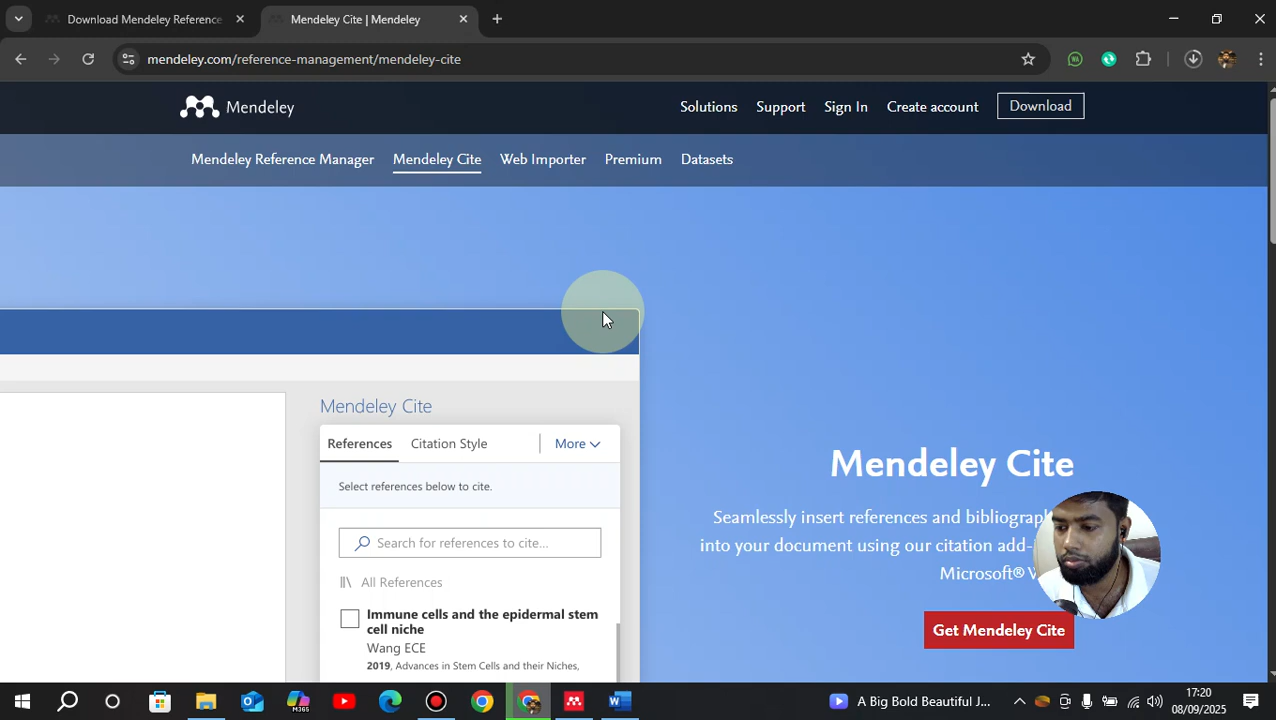 Download Mendeley Reference
Mendeley Cite | Mendeley
mendeley.com/reference-management/mendeley-cite
Mendeley
Solutions
Support
Sign In
Create account
Download
Mendeley Reference Manager
Mendeley Cite
Web Importer
Premium
Datasets
Mendeley Cite
References
Citation Style
More
Select references below to cite.
Search for references to cite...
All References
Immune cells and the epidermal stem
cell niche
Wang ECE
2019, Advances in Stem Cells and their Niches,
Mendeley Cite
Seamlessly insert references and
into your document using our citation
Microsoft®
Get Mendeley Cite
A Big Bold Beautiful J...
17:20
08/09/2025